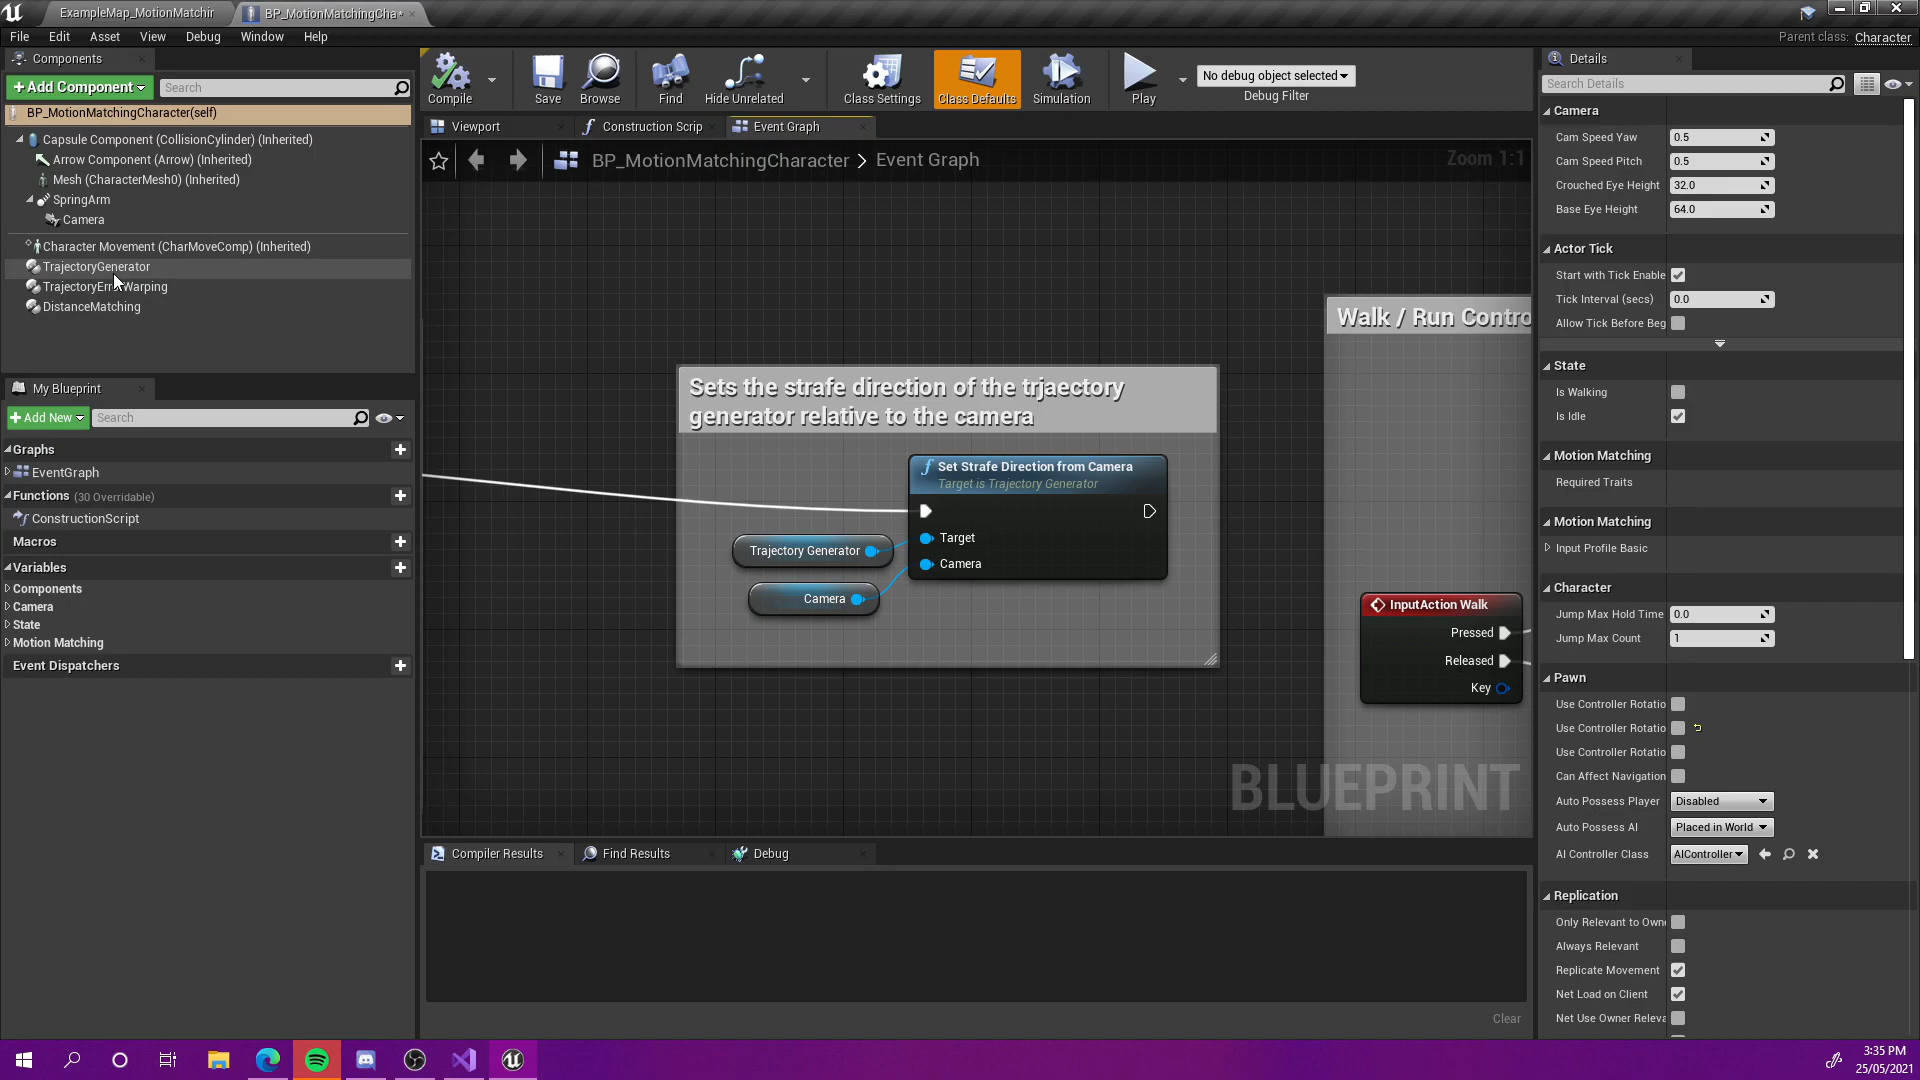 ExampleMap_MotionMatchir
BP_MotionMatchingCha*
File Edit Asset View Debug Window Help
Parent class: Character
Components
+Add Component
Search
BP_MotionMatchingCharacter(self)
Capsule Component (CollisionCylinder) (Inherited)
Arrow Component (Arrow) (Inherited)
Mesh (CharacterMesh0) (Inherited)
SpringArm
Camera
Character Movement (CharMoveComp) (Inherited)
TrajectoryGenerator
TrajectoryErr Warping
DistanceMatching
My Blueprint
+Add New
Search
Graphs
EventGraph
Functions (30 Overridable)
ConstructionScript
Macros
Variables
Components
Camera
State
Motion Matching
Event Dispatchers
Compile
Save
Browse
Find
Hide Unrelated
Class Settings
Class Defaults
Simulation
Play
No debug object selected
Debug Filter
Viewport
Construction Scrip
Event Graph
BP_MotionMatchingCharacter > Event Graph
Zoom 1:1
Sets the strafe direction of the trjaectory
generator relative to the camera
Set Strafe Direction from Camera
Target is Trajectory Generator
Target
Camera
Trajectory Generator
Camera
Walk / Run Contro
InputAction Walk
Pressed
Released
Key
BLUEPRINT
Compiler Results
Find Results
Debug
Clear
Details
Search Details
Camera
Cam Speed Yaw 0.5
Cam Speed Pitch 0.5
Crouched Eye Height 32.0
Base Eye Height 64.0
Actor Tick
Start with Tick Enable
Tick Interval (secs) 0.0
Allow Tick Before Beg
State
Is Walking
Is Idle
Motion Matching
Required Traits
Motion Matching
Input Profile Basic
Character
Jump Max Hold Time 0.0
Jump Max Count 1
Pawn
Use Controller Rotatio
Use Controller Rotatio
Use Controller Rotatio
Can Affect Navigation
Auto Possess Player Disabled
Auto Possess AI Placed in World
AI Controller Class AIController
Replication
Only Relevant to Own
Always Relevant
Replicate Movement
Net Load on Client
Net Use Owner Releva
3:35 PM
25/05/2021